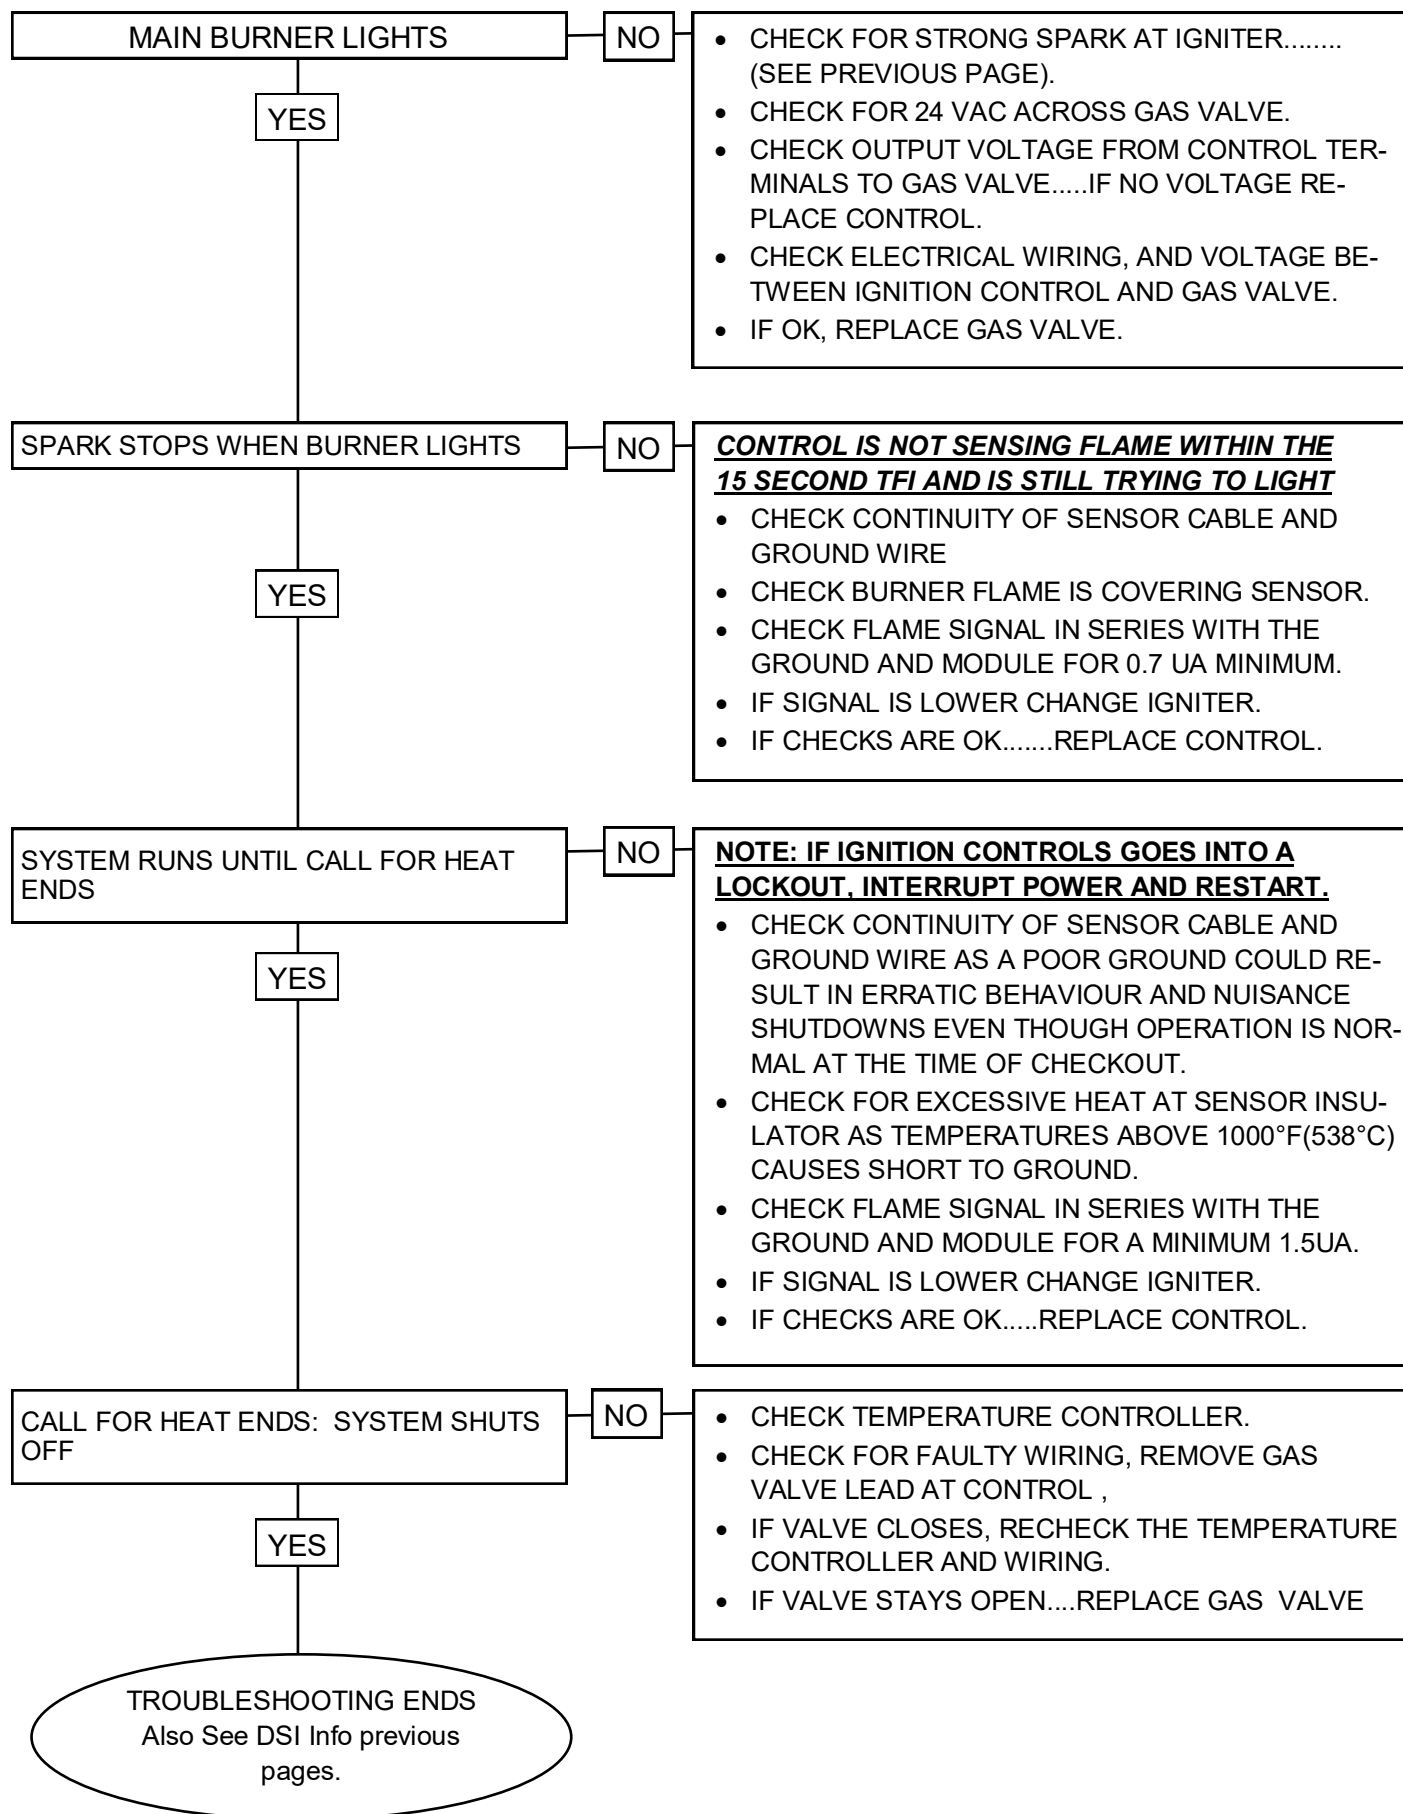 MAIN BURNER LIGHTS
NO
• CHECK FOR STRONG SPARK AT IGNITER........
(SEE PREVIOUS PAGE).
• CHECK FOR 24 VAC ACROSS GAS VALVE.
• CHECK OUTPUT VOLTAGE FROM CONTROL TER-
MINALS TO GAS VALVE.....IF NO VOLTAGE RE-
PLACE CONTROL.
• CHECK ELECTRICAL WIRING, AND VOLTAGE BE-
TWEEN IGNITION CONTROL AND GAS VALVE.
• IF OK, REPLACE GAS VALVE.
YES
SPARK STOPS WHEN BURNER LIGHTS
NO
CONTROL IS NOT SENSING FLAME WITHIN THE
15 SECOND TFI AND IS STILL TRYING TO LIGHT
• CHECK CONTINUITY OF SENSOR CABLE AND
GROUND WIRE
• CHECK BURNER FLAME IS COVERING SENSOR.
• CHECK FLAME SIGNAL IN SERIES WITH THE
GROUND AND MODULE FOR 0.7 UA MINIMUM.
• IF SIGNAL IS LOWER CHANGE IGNITER.
• IF CHECKS ARE OK.......REPLACE CONTROL.
YES
SYSTEM RUNS UNTIL CALL FOR HEAT
ENDS
NO
NOTE: IF IGNITION CONTROLS GOES INTO A
LOCKOUT, INTERRUPT POWER AND RESTART.
• CHECK CONTINUITY OF SENSOR CABLE AND
GROUND WIRE AS A POOR GROUND COULD RE-
SULT IN ERRATIC BEHAVIOUR AND NUISANCE
SHUTDOWNS EVEN THOUGH OPERATION IS NOR-
MAL AT THE TIME OF CHECKOUT.
• CHECK FOR EXCESSIVE HEAT AT SENSOR INSU-
LATOR AS TEMPERATURES ABOVE 1000°F(538°C)
CAUSES SHORT TO GROUND.
• CHECK FLAME SIGNAL IN SERIES WITH THE
GROUND AND MODULE FOR A MINIMUM 1.5UA.
• IF SIGNAL IS LOWER CHANGE IGNITER.
• IF CHECKS ARE OK.....REPLACE CONTROL.
YES
CALL FOR HEAT ENDS:  SYSTEM SHUTS
OFF
NO
• CHECK TEMPERATURE CONTROLLER.
• CHECK FOR FAULTY WIRING, REMOVE GAS
VALVE LEAD AT CONTROL ,
• IF VALVE CLOSES, RECHECK THE TEMPERATURE
CONTROLLER AND WIRING.
• IF VALVE STAYS OPEN....REPLACE GAS  VALVE
YES
TROUBLESHOOTING ENDS
Also See DSI Info previous
pages.